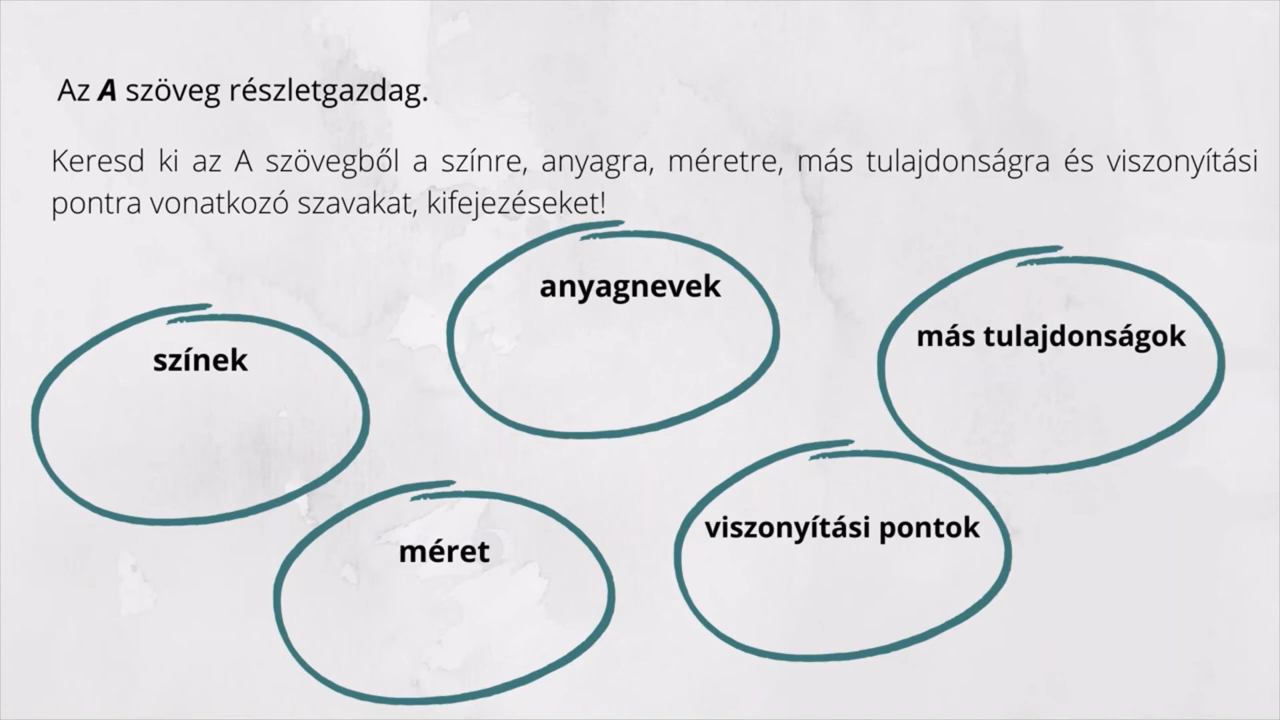 Az A szöveg részletgazdag.
Keresd ki az A szövegből a színre, anyagra, méretre, más tulajdonságra és viszonyítási
pontra vonatkozó szavakat, kifejezéseket!
anyagnevek
más tulajdonságok
színek
viszonyítási pontok
méret